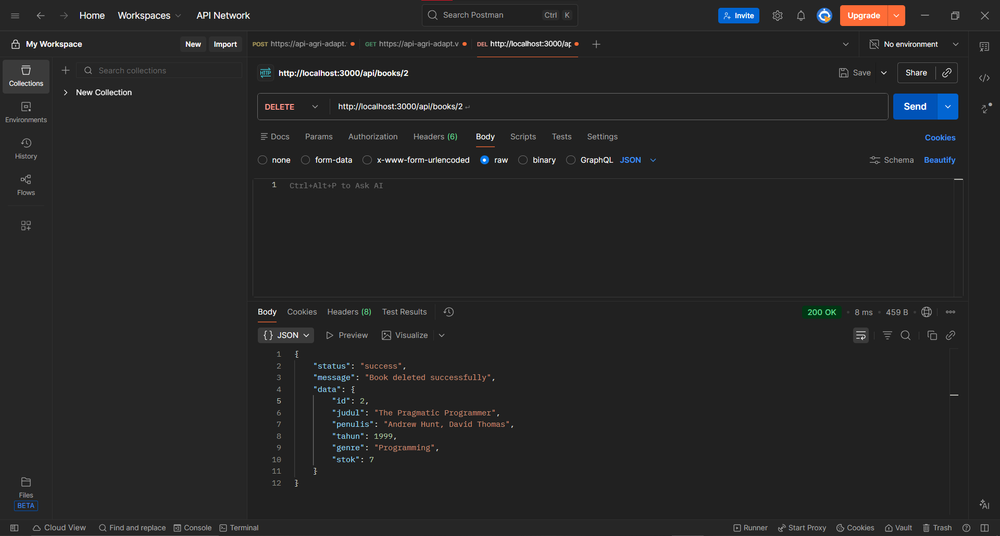 Home Workspaces API Network Search Postman Ctrl K Invite Upgrade
My Workspace New Import POST https://api-agri-adapt. GET https://api-agri-adapt.v DEL http://localhost:3000/ap No environment
Collections Search collections HTTP http://localhost:3000/api/books/2 Save Share
New Collection
Environments DELETE http://localhost:3000/api/books/2 Send
Docs Params Authorization Headers (6) Body Scripts Tests Settings Cookies
History none form-data x-www-form-urlencoded raw binary GraphQL JSON Schema Beautify
Flows 1 Ctrl+Alt+P to Ask AI
Body Cookies Headers (8) Test Results 200 OK • 8 ms • 459 B
{} JSON Preview Visualize
1 {
2 "status": "success",
3 "message": "Book deleted successfully",
4 "data": {
5 "id": 2,
6 "judul": "The Pragmatic Programmer",
7 "penulis": "Andrew Hunt, David Thomas",
8 "tahun": 1999,
9 "genre": "Programming",
10 "stok": 7
11 }
12 }
Files
BETA
AI
Cloud View Find and replace Console Terminal Runner Start Proxy Cookies Vault Trash